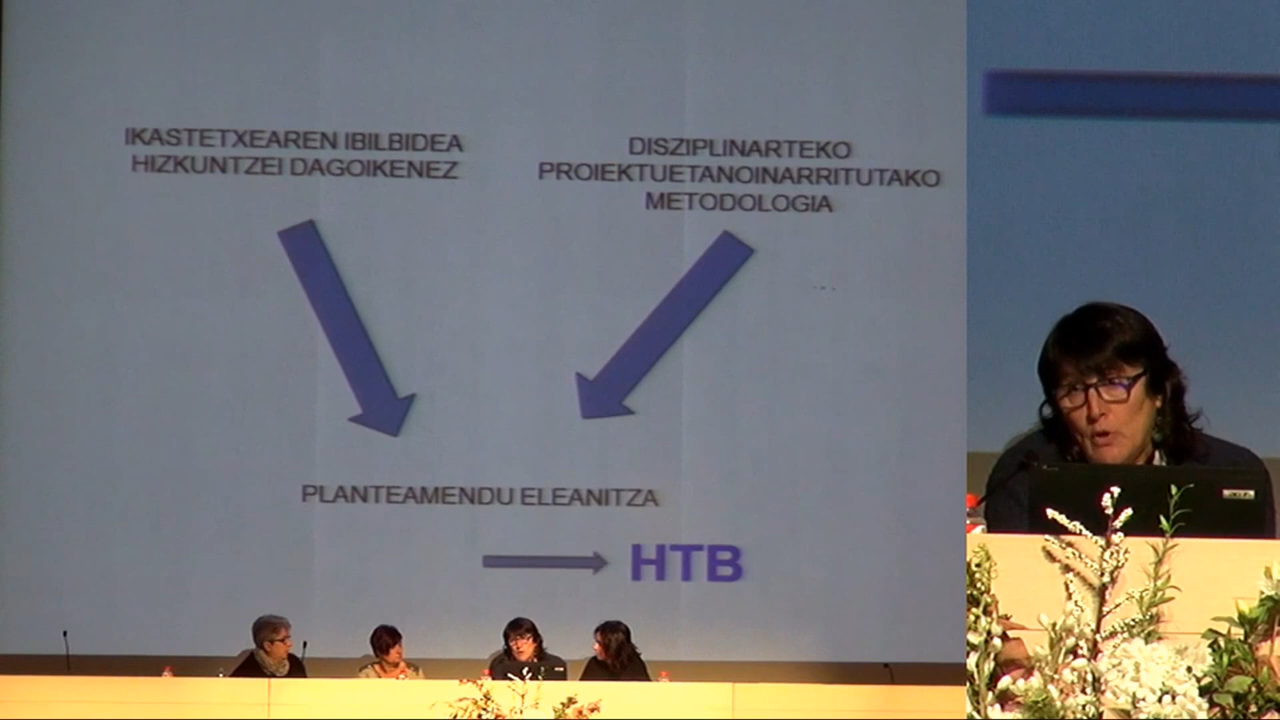 IKASTETXEAREN IBILBIDEA
HIZKUNTZEI DAGOIKENEZ
DISZIPLINARTEKO
PROIEKTUETANOINARRITUTAKO
METODOLOGIA
PLANTEAMENDU ELEANITZA
HTB